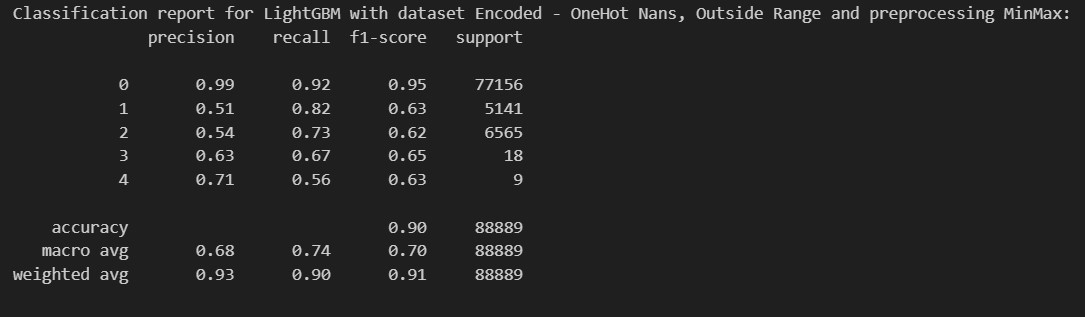 Classification report for LightGBM with dataset Encoded - OneHot Nans, Outside Range and preprocessing MinMax:
precision recall f1-score support
0 0.99 0.92 0.95 77156
1 0.51 0.82 0.63 5141
2 0.54 0.73 0.62 6565
3 0.63 0.67 0.65 18
4 0.71 0.56 0.63 9
accuracy 0.90 88889
macro avg 0.68 0.74 0.70 88889
weighted avg 0.93 0.90 0.91 88889